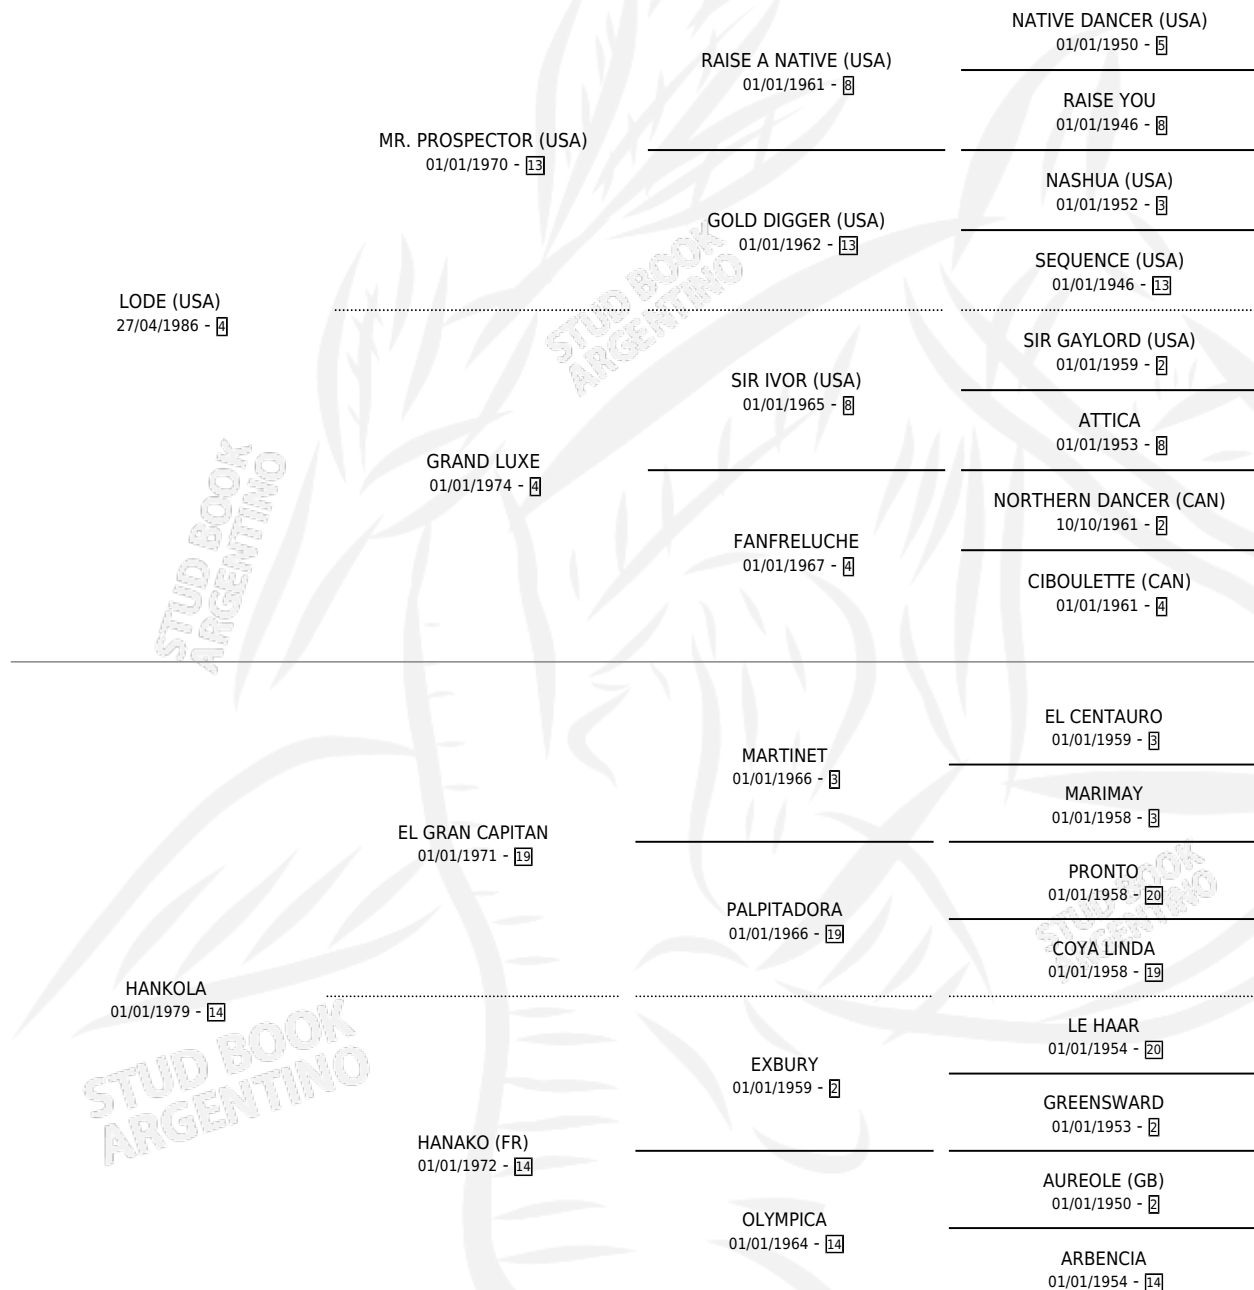 NATIVE DANCER (USA)
01/01/1950 - 5
RAISE A NATIVE (USA)
01/01/1961 - 8
RAISE YOU
01/01/1946 - 8
MR. PROSPECTOR (USA)
01/01/1970 - 13
NASHUA (USA)
01/01/1952 - 3
GOLD DIGGER (USA)
01/01/1962 - 13
SEQUENCE (USA)
01/01/1946 - 13
LODE (USA)
27/04/1986 - 4
SIR GAYLORD (USA)
01/01/1959 - 2
SIR IVOR (USA)
01/01/1965 - 8
ATTICA
01/01/1953 - 8
GRAND LUXE
01/01/1974 - 4
NORTHERN DANCER (CAN)
10/10/1961 - 2
FANFRELUCHE
01/01/1967 - 4
CIBOULETTE (CAN)
01/01/1961 - 4
EL CENTAURO
01/01/1959 - 3
MARTINET
01/01/1966 - 3
MARIMAY
01/01/1958 - 3
EL GRAN CAPITAN
01/01/1971 - 19
PRONTO
01/01/1958 - 20
PALPITADORA
01/01/1966 - 19
COYA LINDA
01/01/1958 - 19
HANKOLA
01/01/1979 - 14
LE HAAR
01/01/1954 - 20
EXBURY
01/01/1959 - 2
GREENSWARD
01/01/1953 - 2
HANAKO (FR)
01/01/1972 - 14
AUREOLE (GB)
01/01/1950 - 2
OLYMPICA
01/01/1964 - 14
ARBENCIA
01/01/1954 - 14
STUD BOOK
ARGENTINO
STUD BOOK
ARGENTINO
STUD BOOK
ARGENTINO
STUD BOOK
ARGENTINO